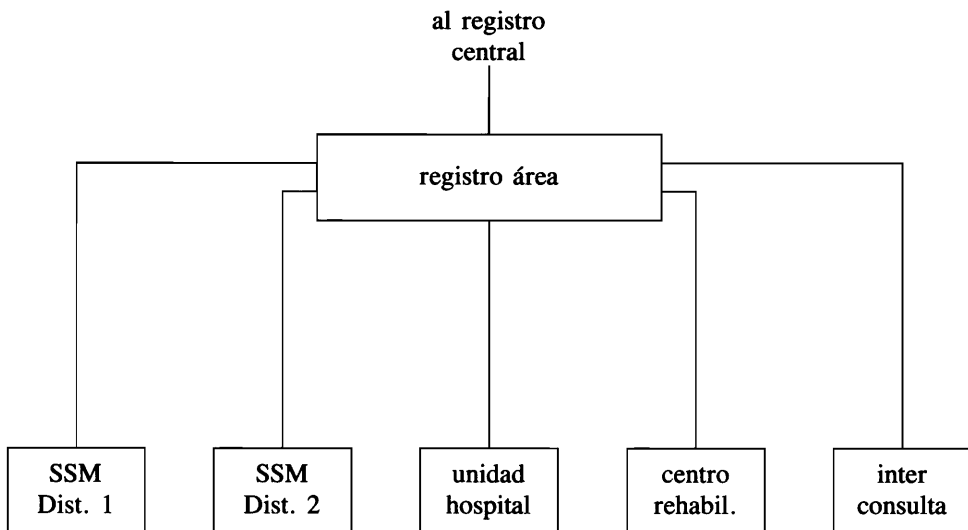 al registro
central
registro área
SSM
Dist. 1
SSM
Dist. 2
unidad
hospital
centro
rehabil.
inter
consulta